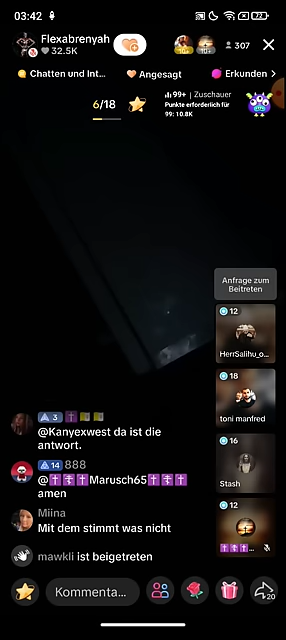 03:42
72
Flexabrenyah
32.5K
307
Chatten und Int...
Angesagt
Erkunden
6/18
99+ | Zuschauer
Punkte erforderlich für
99: 10.8K
Anfrage zum
Beitreten
12
HerrSalihu_o...
18
toni manfred
16
Stash
12
✝️✝️✝️...
3
@Kanyexwest da ist die
antwort.
14 888
@✝️✝️✝️Marusch65✝️✝️✝️
amen
Miina
Mit dem stimmt was nicht
mawkli ist beigetreten
Kommenta...
20